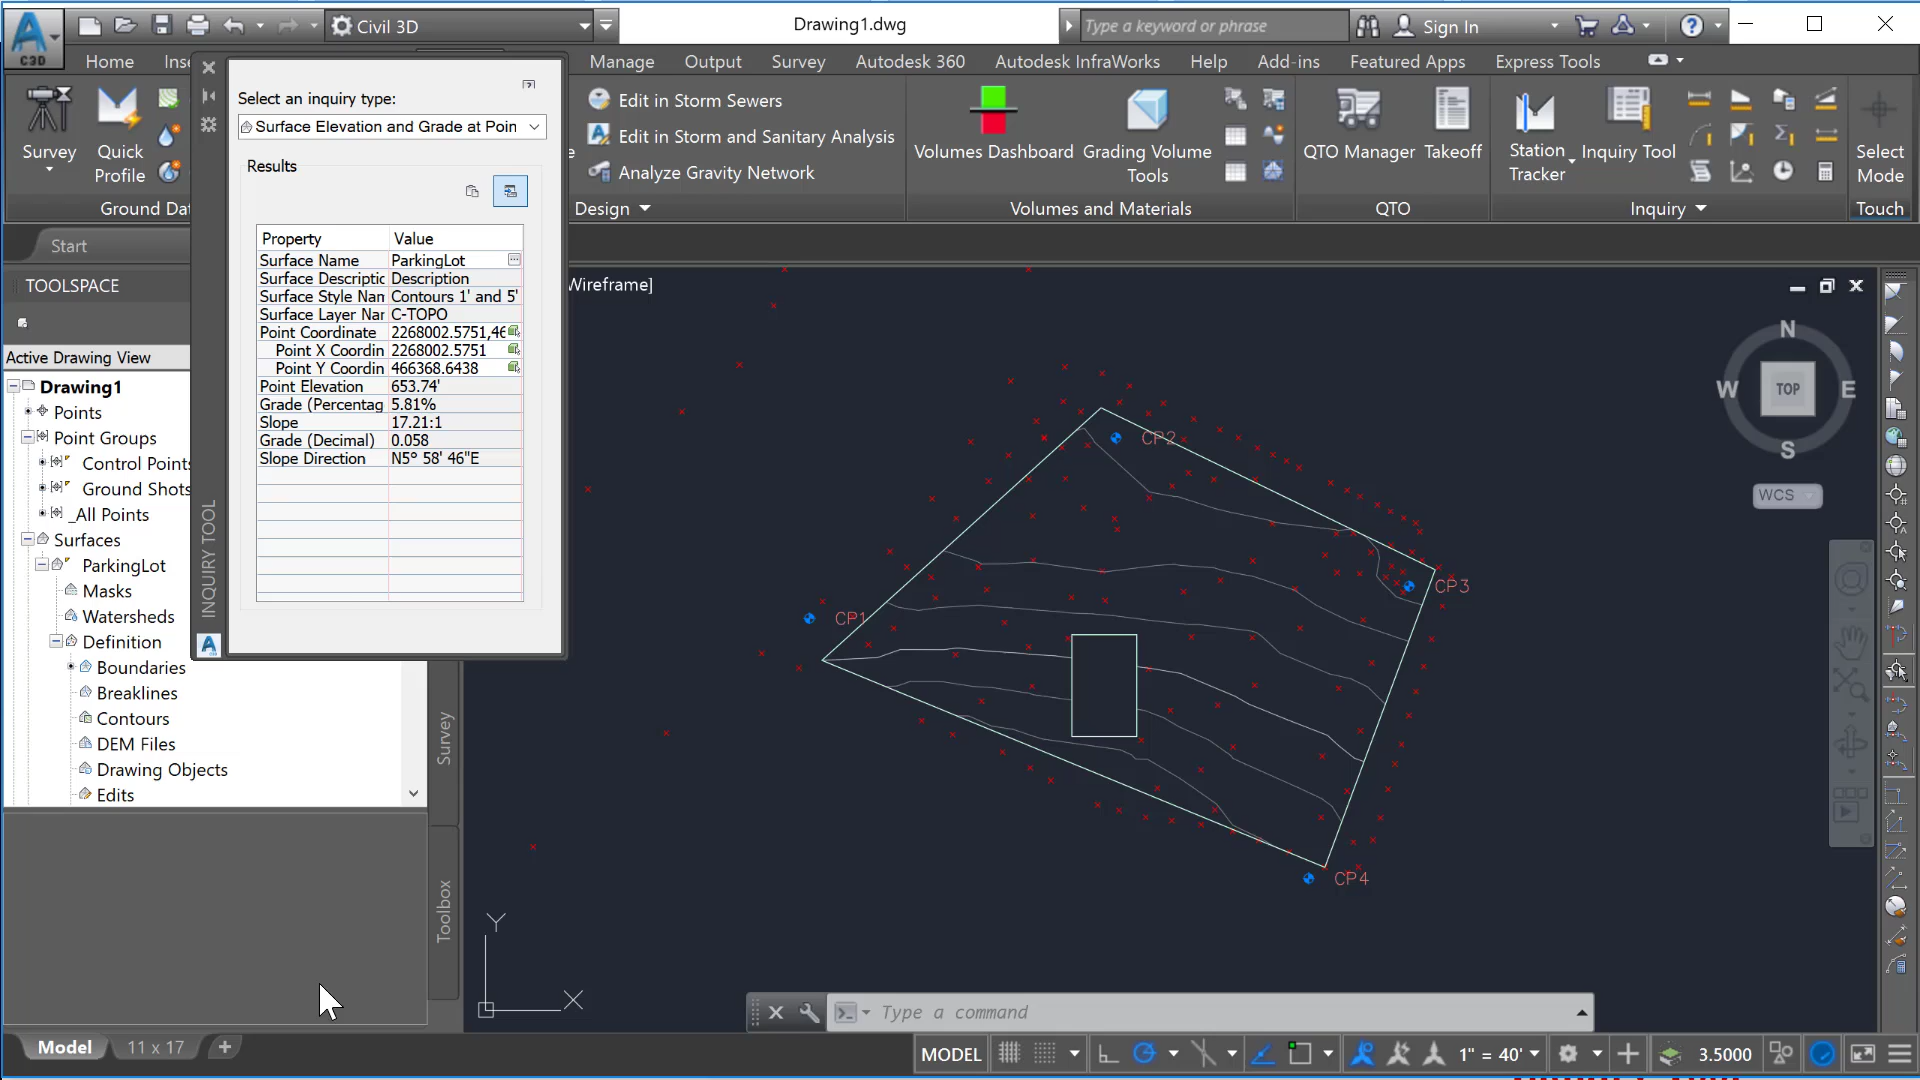 Civil 3D
Drawing1.dwg
Type a keyword or phrase
Sign In
C3D
Home
Manage
Output
Survey
Autodesk 360
Autodesk InfraWorks
Help
Add-ins
Featured Apps
Express Tools
Survey
Quick
Profile
Select an inquiry type:
Surface Elevation and Grade at Poin
Results
Edit in Storm Sewers
Edit in Storm and Sanitary Analysis
Analyze Gravity Network
Volumes Dashboard
Grading Volume
Tools
QTO Manager
Takeoff
Station
Tracker
Inquiry Tool
Select
Mode
Ground Dat
Design
Volumes and Materials
QTO
Inquiry
Touch
Start
TOOLSPACE
Active Drawing View
Drawing1
Points
Point Groups
Control Points
Ground Shots
_All Points
Surfaces
ParkingLot
Masks
Watersheds
Definition
Boundaries
Breaklines
Contours
DEM Files
Drawing Objects
Edits
Property Value
Surface Name ParkingLot
Surface Descriptic Description
Surface Style Nam Contours 1' and 5'
Surface Layer Nar C-TOPO
Point Coordinate 2268002.5751,46
Point X Coordin 2268002.5751
Point Y Coordin 466368.6438
Point Elevation 653.74'
Grade (Percentag 5.81%
Slope 17.21:1
Grade (Decimal) 0.058
Slope Direction N5° 58' 46"E
INQUIRY TOOL
Survey
Toolbox
Wireframe]
N
W
TOP
E
S
WCS
CP2
CP3
CP1
CP4
Y
X
Type a command
Model
11 x 17
MODEL
1" = 40'
3.5000